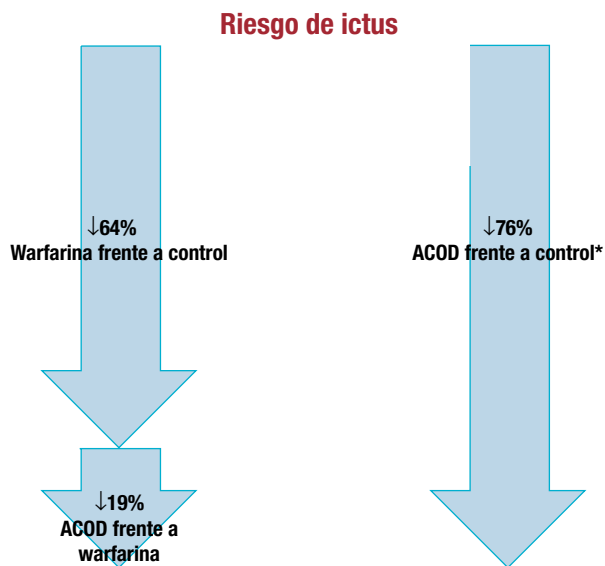 Riesgo de ictus
↓64%
Warfarina frente a control
↓76%
ACOD frente a control*
↓19%
ACOD frente a
warfarina